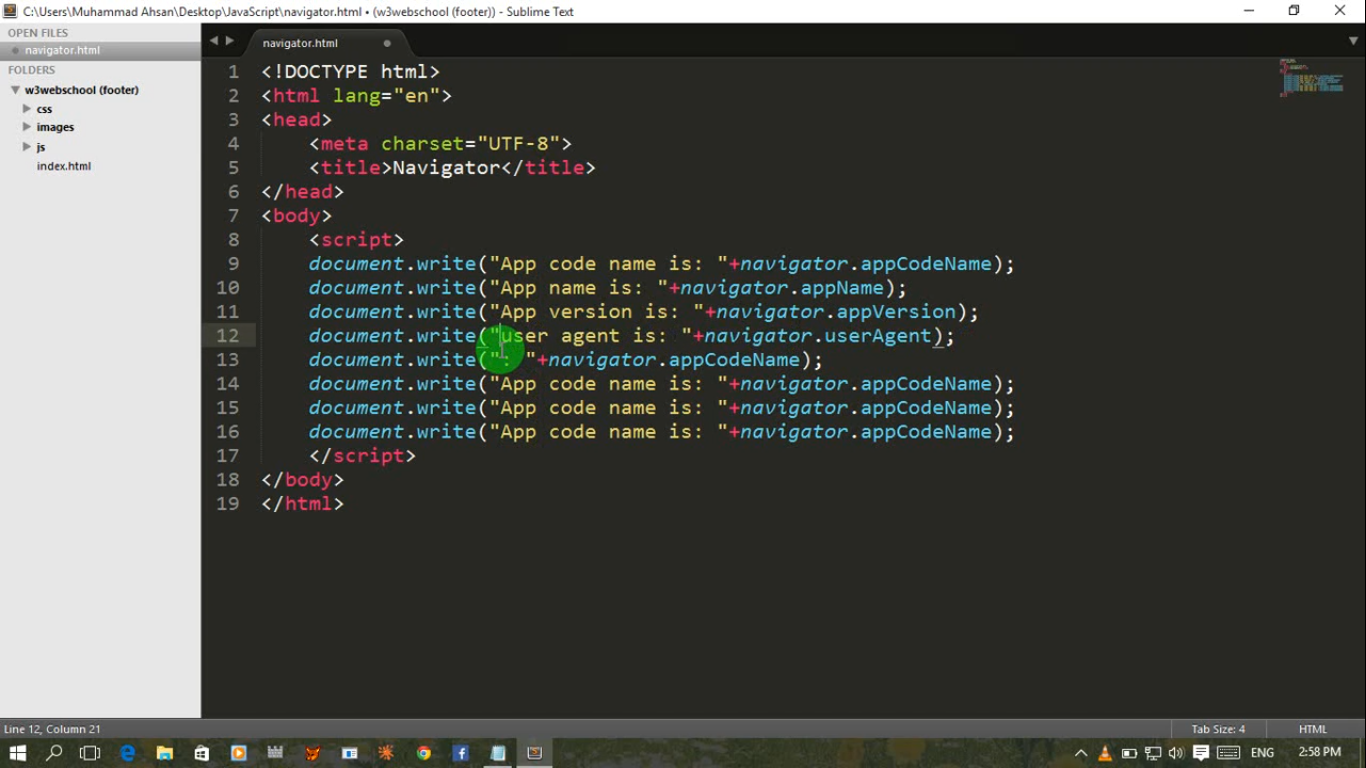 C:\Users\Muhammad Ahsan\Desktop\JavaScript\navigator.html • (w3webschool (footer)) - Sublime Text
OPEN FILES
navigator.html
FOLDERS
w3webschool (footer)
css
images
js
index.html
navigator.html
1 <!DOCTYPE html>
2 <html lang="en">
3 <head>
4 <meta charset="UTF-8">
5 <title>Navigator</title>
6 </head>
7 <body>
8 <script>
9 document.write("App code name is: "+navigator.appCodeName);
10 document.write("App name is: "+navigator.appName);
11 document.write("App version is: "+navigator.appVersion);
12 document.write("user agent is: "+navigator.userAgent);
13 document.write(": "+navigator.appCodeName);
14 document.write("App code name is: "+navigator.appCodeName);
15 document.write("App code name is: "+navigator.appCodeName);
16 document.write("App code name is: "+navigator.appCodeName);
17 </script>
18 </body>
19 </html>
Line 12, Column 21
Tab Size: 4
HTML
ENG
2:58 PM